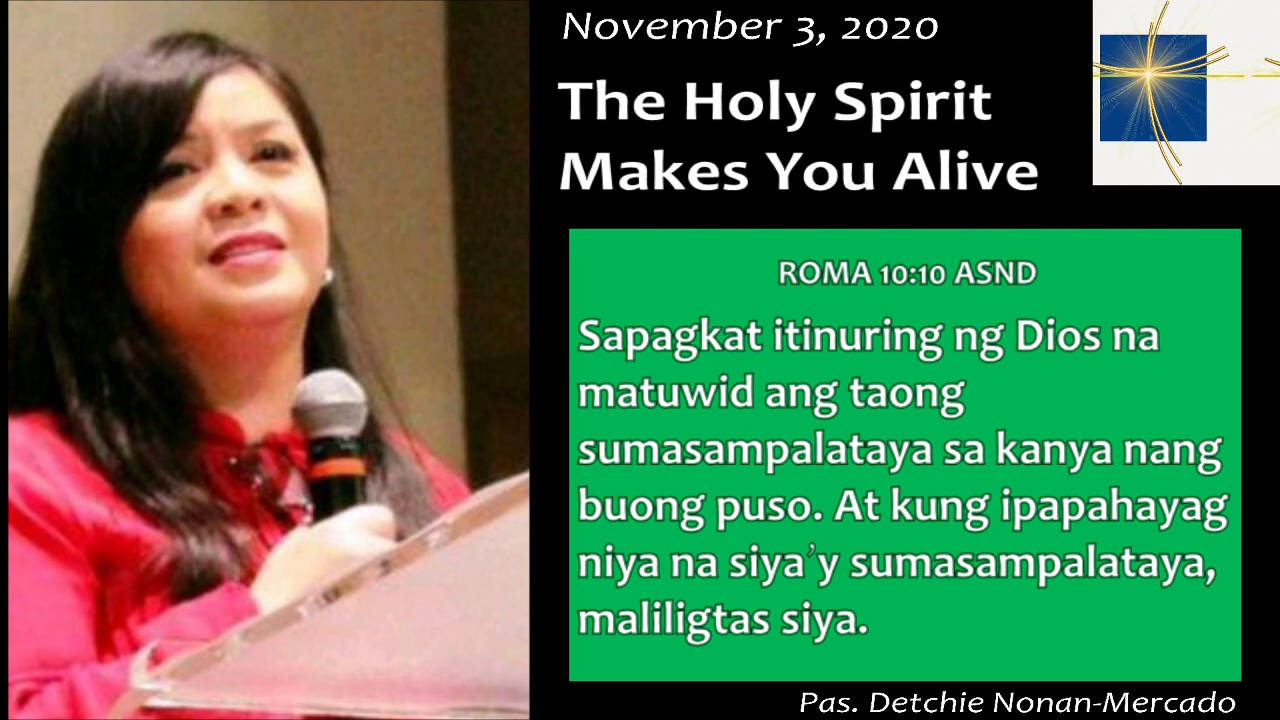 November 3, 2020
The Holy Spirit
Makes You Alive
ROMA 10:10 ASND
Sapagkat itinuring ng Dios na
matuwid ang taong
sumasampalataya sa kanya nang
buong puso. At kung ipapahayag
niya na siya’y sumasampalataya,
maliligtas siya.
Pas. Detchie Nonan-Mercado